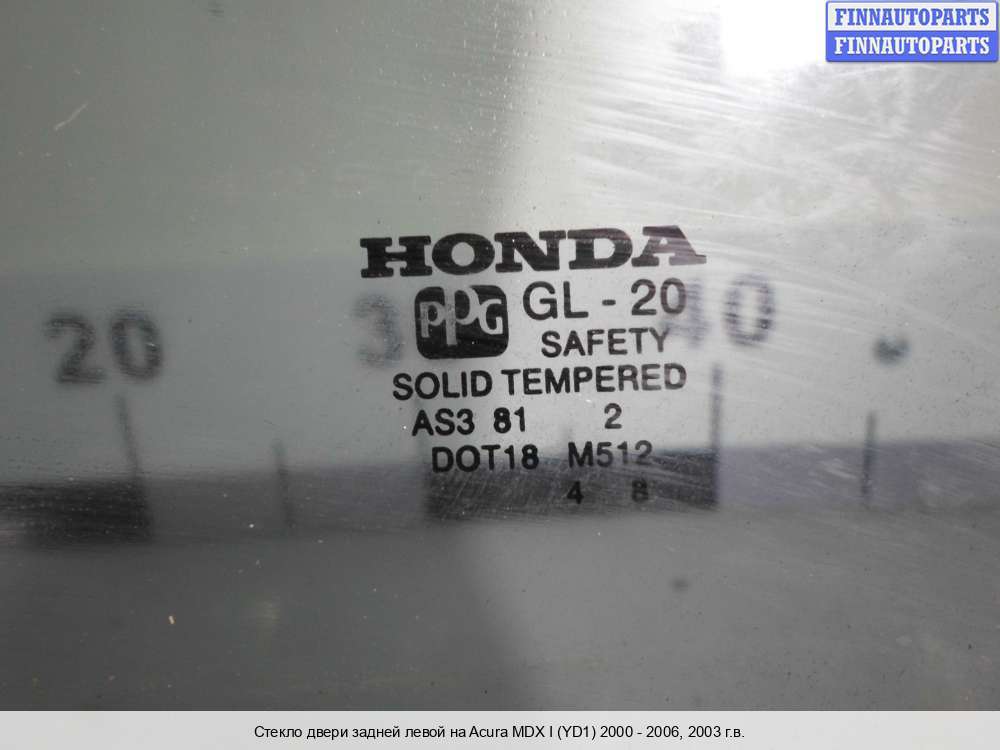 FINNAUTOPARTS
FINNAUTOPARTS
HONDA
PPG GL - 20
20 3 40
SAFETY
SOLID TEMPERED
AS3 81 2
DOT18 M512
4 8
Стекло двери задней левой на Acura MDX I (YD1) 2000 - 2006, 2003 г.в.